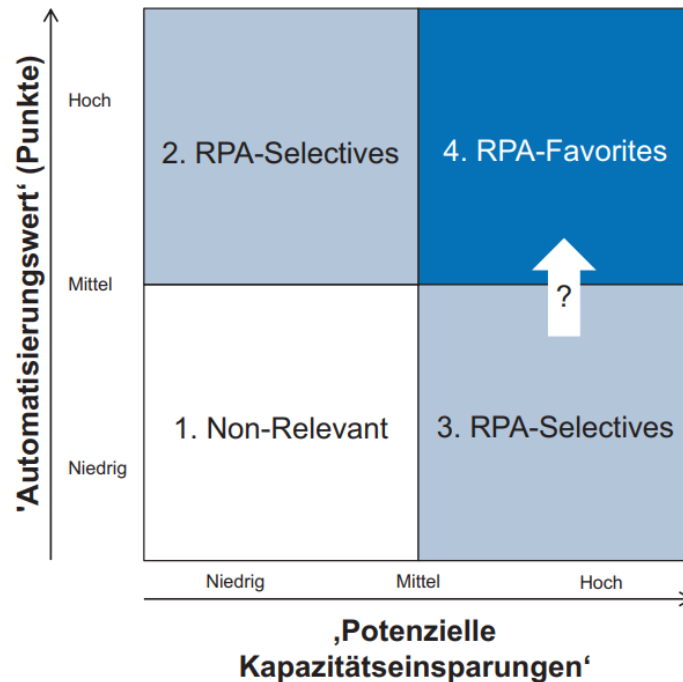 'Automatisierungswert‘ (Punkte)
Hoch
Mittel
Niedrig
2. RPA-Selectives
4. RPA-Favorites
?
1. Non-Relevant
3. RPA-Selectives
Niedrig
Mittel
Hoch
‚Potenzielle
Kapazitätseinsparungen‘